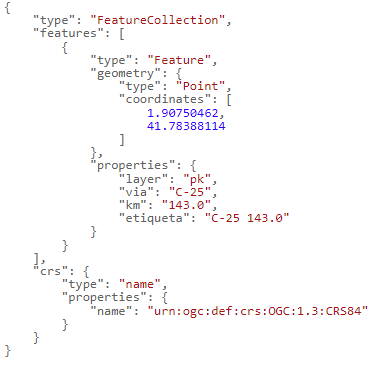 {
    "type": "FeatureCollection",
    "features": [
        {
            "type": "Feature",
            "geometry": {
                "type": "Point",
                "coordinates": [
                    1.90750462,
                    41.78388114
                ]
            },
            "properties": {
                "layer": "pk",
                "via": "C-25",
                "km": "143.0",
                "etiqueta": "C-25 143.0"
            }
        }
    ],
    "crs": {
        "type": "name",
        "properties": {
            "name": "urn:ogc:def:crs:OGC:1.3:CRS84"
        }
    }
}